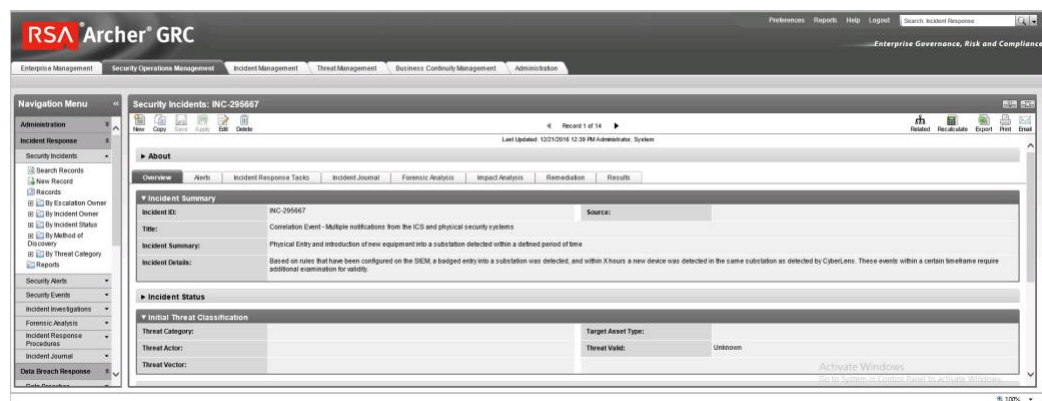 Preferences Reports Help Logout Search Incident Response
RSA Archer® GRC
Enterprise Governance, Risk and Compliance
Enterprise Management Security Operations Management Incident Management Threat Management Business Continuity Management Administration
Navigation Menu «
Administration
Incident Response
Security Incidents
Search Records
New Record
Records
By Escalation Owner
By Incident Owner
By Incident Status
By Method of
Discovery
By Threat Category
Reports
Security Alerts
Security Events
Incident Investigations
Forensic Analysis
Incident Response
Procedures
Incident Journal
Data Breach Response
Data Breaches
Security Incidents: INC-295667
New Copy Save Apply Edit Delete
Record 1 of 14
Related Recalculate Export Print Email
Last Updated: 12/21/2016 12:39 PM Administrator, System
About
Overview Alerts Incident Response Tasks Incident Journal Forensic Analysis Impact Analysis Remediation Results
Incident Summary
Incident ID: INC-295667 Source:
Title: Correlation Event - Multiple notifications from the ICS and physical security systems
Incident Summary: Physical Entry and introduction of new equipment into a substation detected within a defined period of time
Incident Details: Based on rules that have been configured on the SIEM, a badged entry into a substation was detected, and within X hours a new device was detected in the same substation as detected by CyberLens. These events within a certain timeframe require
additional examination for validity.
Incident Status
Initial Threat Classification
Threat Category: Target Asset Type:
Threat Actor: Threat Valid: Unknown
Threat Vector:
Activate Windows
Go to System in Control Panel to activate Windows.
100%